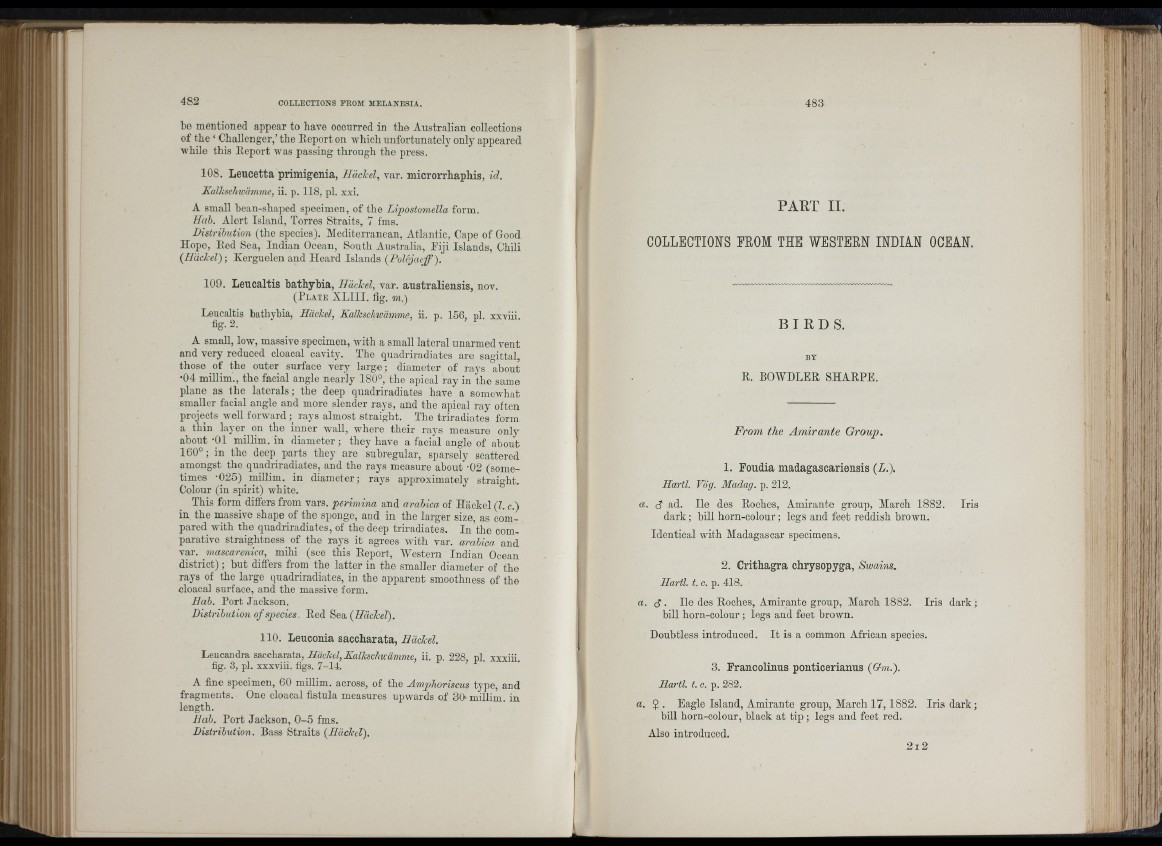 482 COLLECTIONS FROM MELANESIA.
be mentioned appear to have occurred in the Australian collections
of the ‘ Challenger,’ the Report on which unfortunately only appeared
while this Report was passing through the press.
108. Leucetta primigenia, Häckel, var. microrrhaphis, id.
Kalkschwämme, ii. p. 118, pl. xxi.
A small bean-shaped specimen, of the Lipostomella form.
Hab. Alert Island, Torres Straits, 7 fms.
Distribution (the species). Mediterranean, Atlantic, Cape of Good
Hope, Red Sea, Indian Ocean, South Australia, Fiji Islands, Chili
(Häckel); Kerguelen and Heard Islands (Poléjaeff).
109. Leucaltis bathybia, Häckel, var. australiensis, nov.
(PLATE XLIII. fig. m.)
Leucaltis bathybia, Häckel, Kalkschwämme, ii. p. 156, pl. xxviii.
fig. 2.
A small, low, massive specimen, with a small lateral unarmed vent
and very reduced cloacal cavity. The quadriradiates are sagittal,
those of the outer surface very large; diameter of rays about
·04 millim., the facial angle nearly 180°, the apical ray in the same
plane as the laterals; the deep quadriradiates have a somewhat
smaller facial angle and more slender rays, and the apical ray often
projects well forward; rays almost straight. The triradiates form
a thin layer on the inner wall, where their rays measure only
about ·01 millim. in diameter; they have a facial angle of about
160°; in the deep parts they are subregular, sparsely scattered
amongst the quadriradiates, and the rays measure about ·02 (some-
times ·025) millim. in diameter; rays approximately straight.
Colour (in spirit) white.
This form differs from vars. perimina and arabica of Häckel (l. c.)
in the massive shape of the sponge, and in the larger size, as com-
pared with the quadriradiates, of the deep triradiates. In the com-
parative straightness of the rays it agrees with var. arabica and
var. mascarenica, mihi (see this Report, Western Indian Ocean
district); but differs from the latter in the smaller diameter of the
rays of the large quadriradiates, in the apparent smoothness of the
cloacal surface, and the massive form.
Hab. Port Jackson.
Distribution of species. Red Sea (Häckel).
110. Leuconia saccharata, Häckel.
Leucandra saccharata, Häckel, Kalkschwämme, ii. p. 228, pl. xxxiii.
fig. 3, pl. xxxviii. figs. 7-14.
A fine specimen, 60 millim. across, of the Amphoriscus type, and
fragments. One cloacal fistula measures upwards of 30 millim. in
length.
Hab. Port Jackson, 0-5 fms.
Distribution. Bass Straits (Häckel).
483
PART II.
COLLECTIONS FROM THE WESTERN INDIAN OCEAN.
BIRDS.
BY
R. BOWDLER SHARPE.
From the Amirante Group.
1. Foudia madagascariensis (L.).
Hartl. Vög. Madag. p. 212.
a. ♂ ad. Ile des Roches, Amirante group, March 1882. Iris
dark; bill horn-colour; legs and feet reddish brown.
Identical with Madagascar specimens.
2. Crithagra chrysopyga, Swains.
Hartl. t. c. p. 418.
a. ♂. Ile des Roches, Amirante group, March 1882. Iris dark;
bill horn-colour; legs and feet brown.
Doubtless introduced. It is a common African species.
3. Francolinus ponticerianus (Gm.).
Hartl. t. c. p. 282.
a. ♀. Eagle Island, Amirante group, March 17, 1882. Iris dark;
bill horn-colour, black at tip; legs and feet red.
Also introduced.
2 I 2